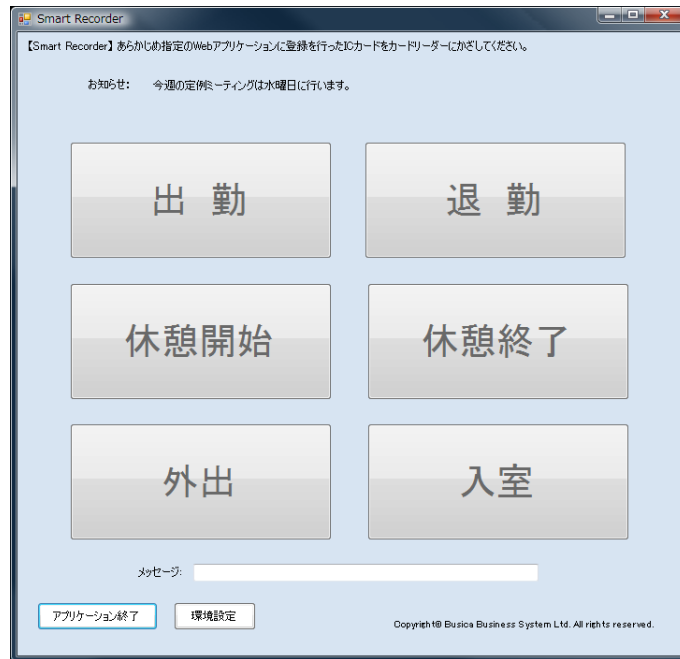 Smart Recorder
【Smart Recorder】あらかじめ指定のWebアプリケーションに登録を行ったICカードをカードリーダーにかざしてください。
お知らせ： 今週の定例ミーティングは水曜日に行います。
出 勤 退 勤
休憩開始 休憩終了
外出 入室
メッセージ:
アプリケーション終了 環境設定
Copyright@ Busica Business System Ltd. All rights reserved.